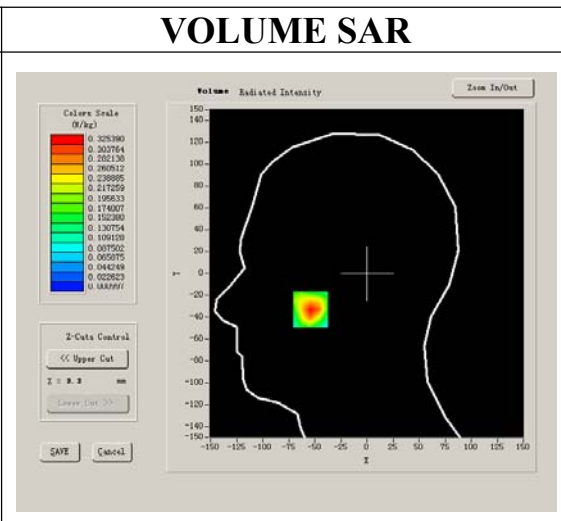 VOLUME SAR
Volume Radiated Intensity
Zoom In/Out
Colors Scale
(W/kg)
0.325390
0.303764
0.282138
0.260512
0.238885
0.217259
0.195633
0.174007
0.152380
0.130754
0.109128
0.087502
0.065875
0.044249
0.022623
150
140
120
100
80
60
40
20
0
-20
-40
-60
-80
-100
-120
-140
-150
Y
-150 -125 -100 -75 -50 -25 0 25 50 75 100 125 150
X
Z-Cuts Control
<< Upper Cut
mm
Lower Cut >>
SAVE
Cancel